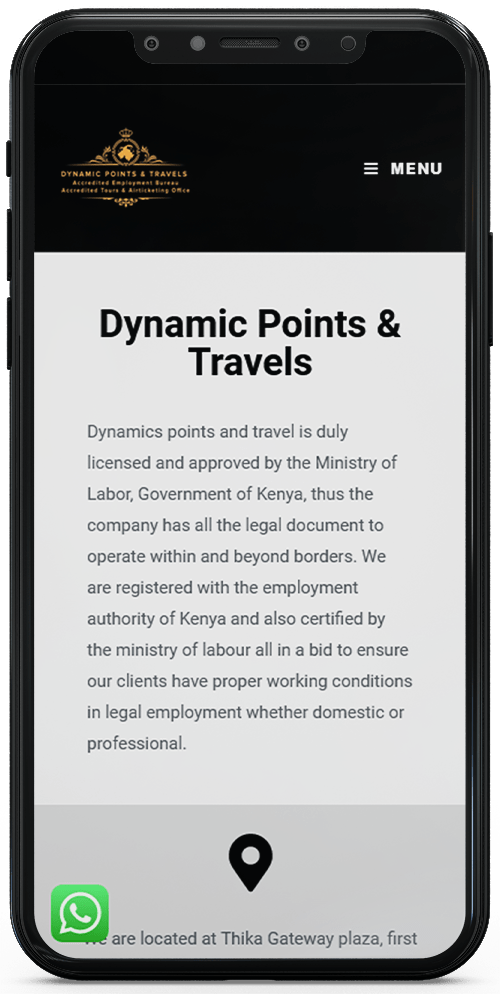 DYNAMIC POINTS & TRAVELS
Accredited Employment Bureau
Accredited Tours & Airticketing Office
MENU
Dynamic Points &
Travels
Dynamics points and travel is duly
licensed and approved by the Ministry of
Labor, Government of Kenya, thus the
company has all the legal document to
operate within and beyond borders. We
are registered with the employment
authority of Kenya and also certified by
the ministry of labour all in a bid to ensure
our clients have proper working conditions
in legal employment whether domestic or
professional.
We are located at Thika Gateway plaza, first